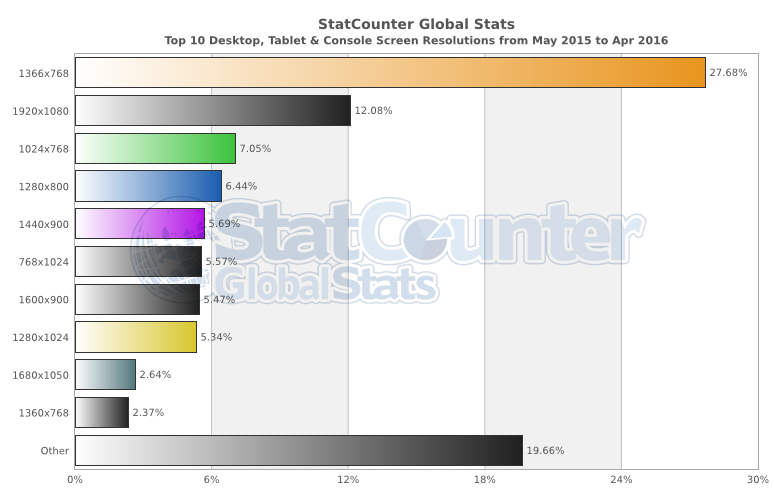 StatCounter Global Stats
Top 10 Desktop, Tablet & Console Screen Resolutions from May 2015 to Apr 2016
1366x768 27.68%
1920x1080 12.08%
1024x768 7.05%
1280x800 6.44%
1440x900 5.69%
StatCounter
768x1024 5.57%
GlobalStats
1600x900 5.47%
1280x1024 5.34%
1680x1050 2.64%
1360x768 2.37%
Other 19.66%
0% 6% 12% 18% 24% 30%